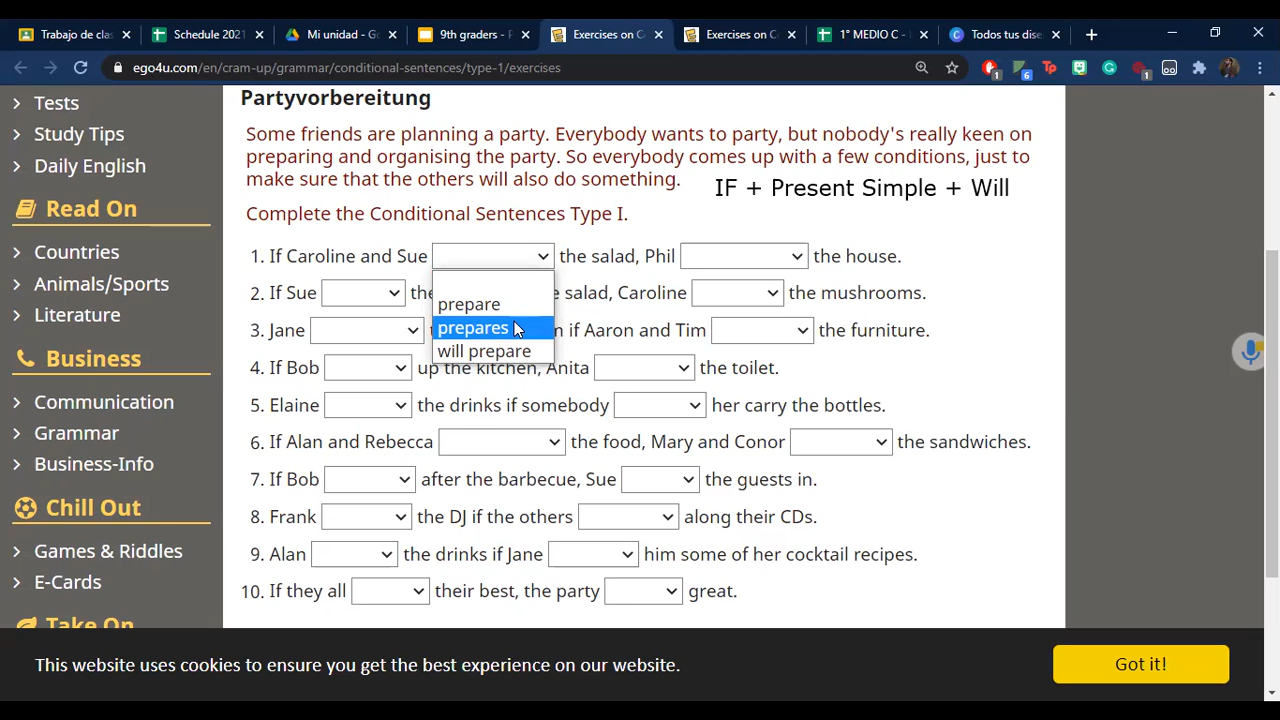 Trabajo de cla
Schedule 2021
Mi unidad - Go
9th graders - P
Exercises on C
Exercises on C
1° MEDIO C -
Todos tus dise
ego4u.com/en/cram-up/grammar/conditional-sentences/type-1/exercises
1
6
Tp
1
Tests
Study Tips
Daily English
Read On
Countries
Animals/Sports
Literature
Business
Communication
Grammar
Business-Info
Chill Out
Games & Riddles
E-Cards
Take On
Partyvorbereitung
Some friends are planning a party. Everybody wants to party, but nobody's really keen on
preparing and organising the party. So everybody comes up with a few conditions, just to
make sure that the others will also do something.
IF + Present Simple + Will
Complete the Conditional Sentences Type I.
1. If Caroline and Sue the salad, Phil the house.
prepare
prepares
will prepare
2. If Sue the salad, Caroline the mushrooms.
3. Jane if Aaron and Tim the furniture.
4. If Bob up the kitchen, Anita the toilet.
5. Elaine the drinks if somebody her carry the bottles.
6. If Alan and Rebecca the food, Mary and Conor the sandwiches.
7. If Bob after the barbecue, Sue the guests in.
8. Frank the DJ if the others along their CDs.
9. Alan the drinks if Jane him some of her cocktail recipes.
10. If they all their best, the party great.
This website uses cookies to ensure you get the best experience on our website.
Got it!